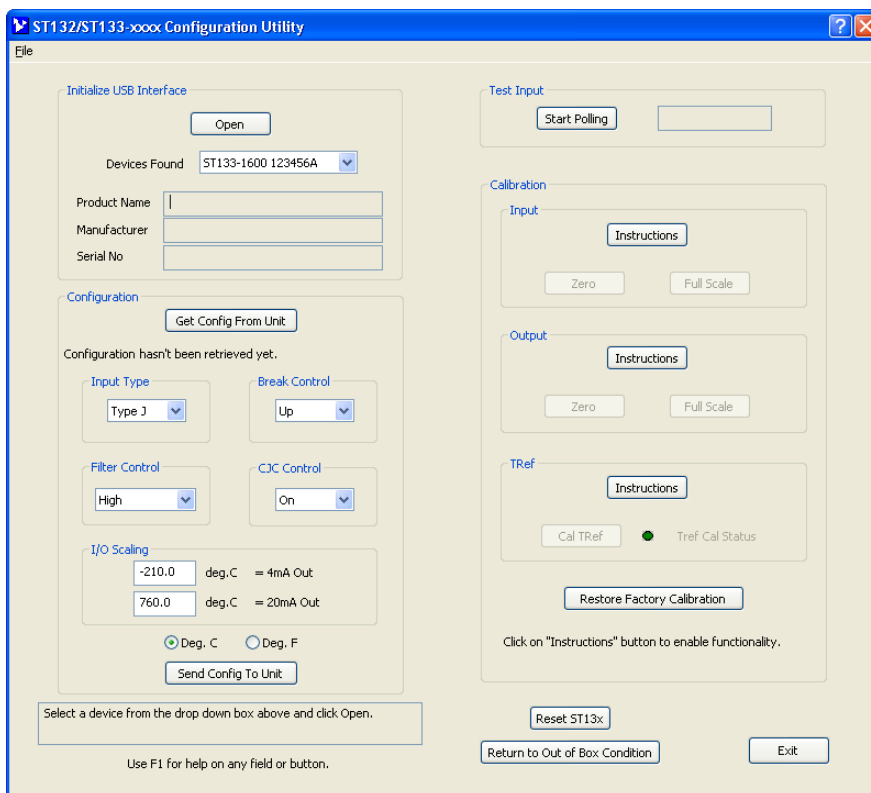 ST132/ST133-xxxx Configuration Utility
File
Initialize USB Interface
Open
Devices Found ST133-1600 123456A
Product Name
Manufacturer
Serial No
Configuration
Get Config From Unit
Configuration hasn't been retrieved yet.
Input Type
Type J
Break Control
Up
Filter Control
High
CJC Control
On
I/O Scaling
-210.0 deg.C = 4mA Out
760.0 deg.C = 20mA Out
Deg. C Deg. F
Send Config To Unit
Select a device from the drop down box above and click Open.
Use F1 for help on any field or button.
Test Input
Start Polling
Calibration
Input
Instructions
Zero Full Scale
Output
Instructions
Zero Full Scale
TRef
Instructions
Cal TRef Tref Cal Status
Restore Factory Calibration
Click on "Instructions" button to enable functionality.
Reset ST13x
Return to Out of Box Condition
Exit